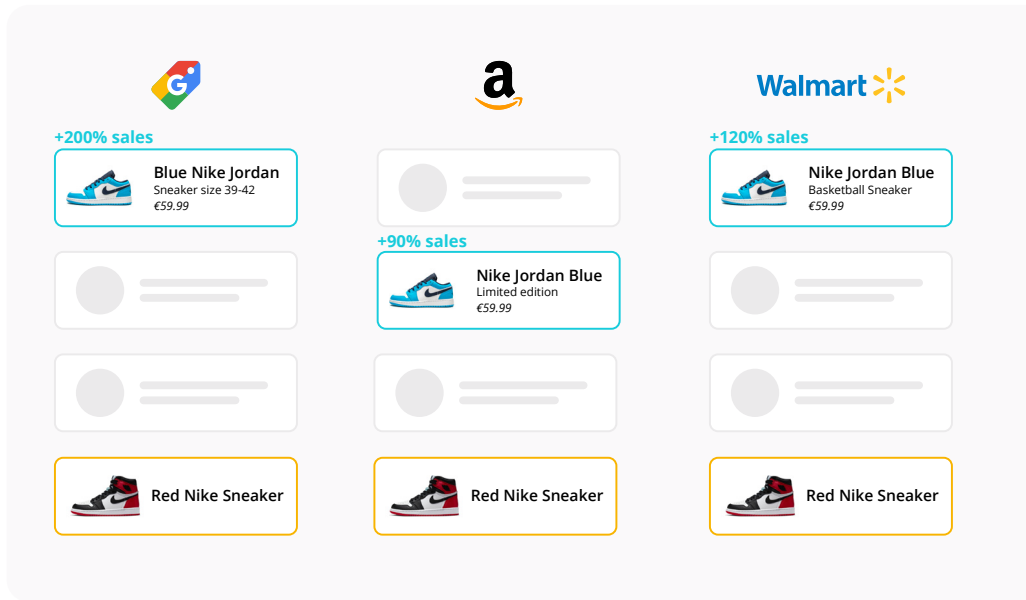 Walmart
+200% sales
Blue Nike Jordan
Sneaker size 39-42
€59.99
+120% sales
Nike Jordan Blue
Basketball Sneaker
€59.99
+90% sales
Nike Jordan Blue
Limited edition
€59.99
Red Nike Sneaker
Red Nike Sneaker
Red Nike Sneaker